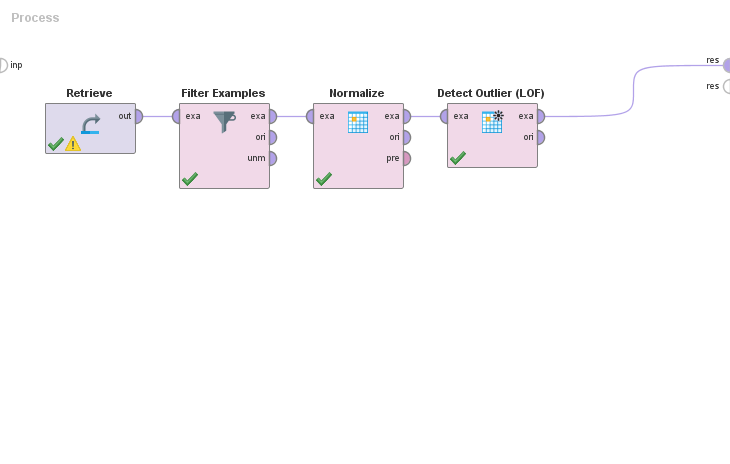 Process
inp
res
res
Retrieve
out
Filter Examples
exa
exa
ori
unm
Normalize
exa
exa
ori
pre
Detect Outlier (LOF)
exa
exa
ori